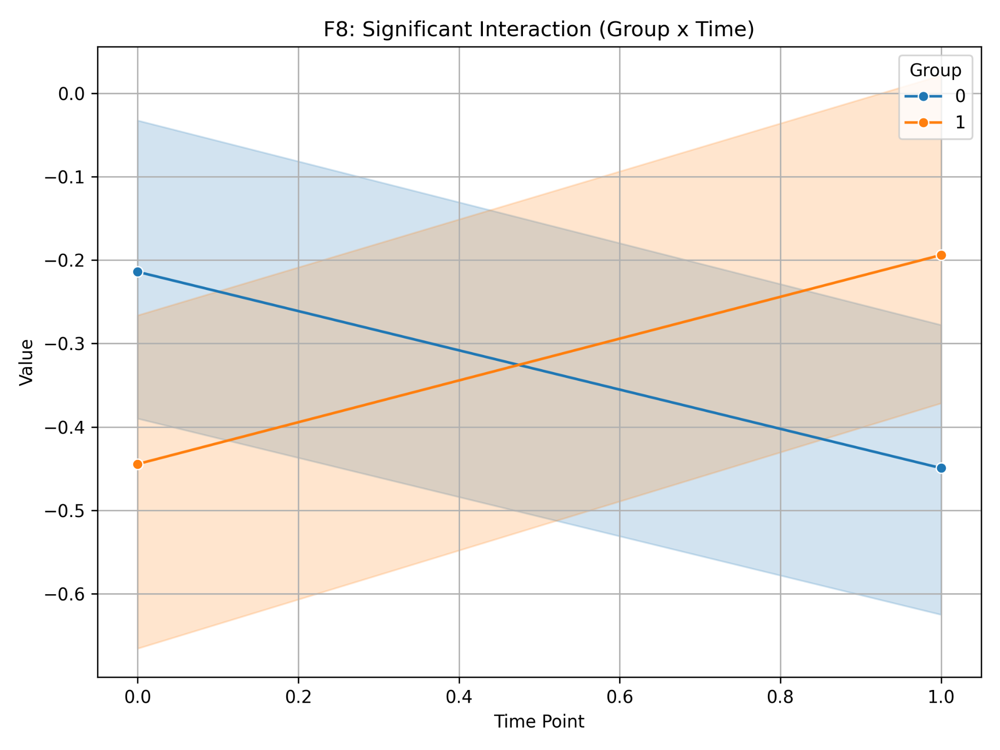 F8: Significant Interaction (Group x Time)
Group
0
1
0.0
−0.1
−0.2
−0.3
−0.4
−0.5
−0.6
Value
0.0 0.2 0.4 0.6 0.8 1.0
Time Point